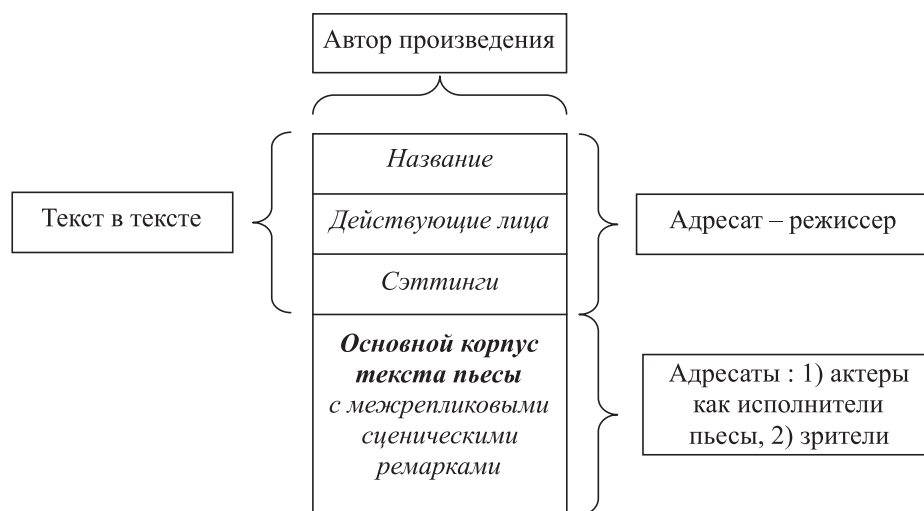 Автор произведения
Текст в тексте
Название
Действующие лица
Сэттинги
Основной корпус
текста пьесы
с межрепликовыми
сценическими
ремарками
Адресат – режиссер
Адресаты : 1) актеры
как исполнители
пьесы, 2) зрители